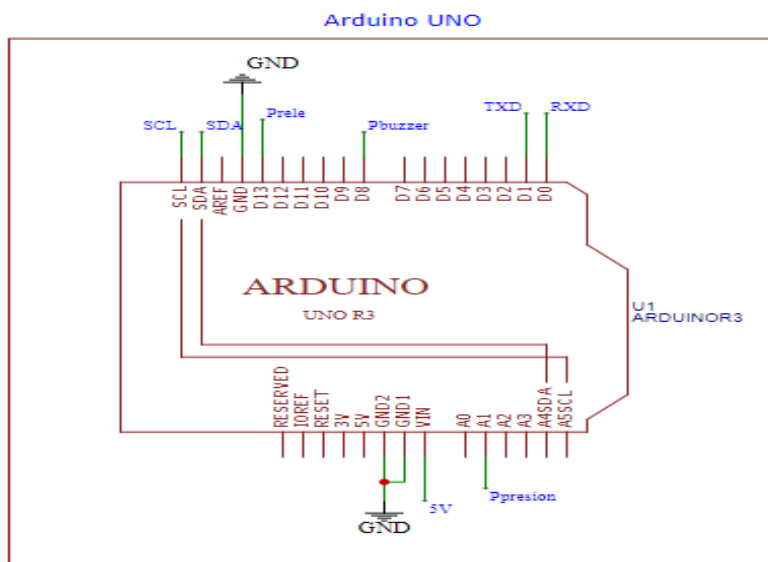 Arduino UNO
GND
SCL SDA Prele Pbuzzer TXD RXD
SCL SDA AREF GND D13 D12 D11 D10 D9 D8 D7 D6 D5 D4 D3 D2 D1 D0
ARDUINO
UNO R3
U1
ARDUINOR3
RESERVED IOREF RESET 3V 5V GND2 GND1 VIN A0 A1 A2 A3 A4SDA A5SCL
5V Ppresion
GND